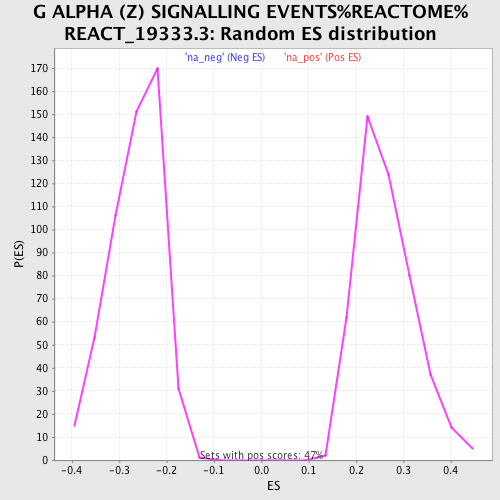 G ALPHA (Z) SIGNALLING EVENTS%REACTOME%
REACT_19333.3: Random ES distribution
'na_neg' (Neg ES) 'na_pos' (Pos ES)
170
160
150
140
130
120
110
100
90
80
70
60
50
40
30
20
10
0
P(ES)
Sets with pos scores: 47%
-0.4 -0.3 -0.2 -0.1 0.0 0.1 0.2 0.3 0.4
ES